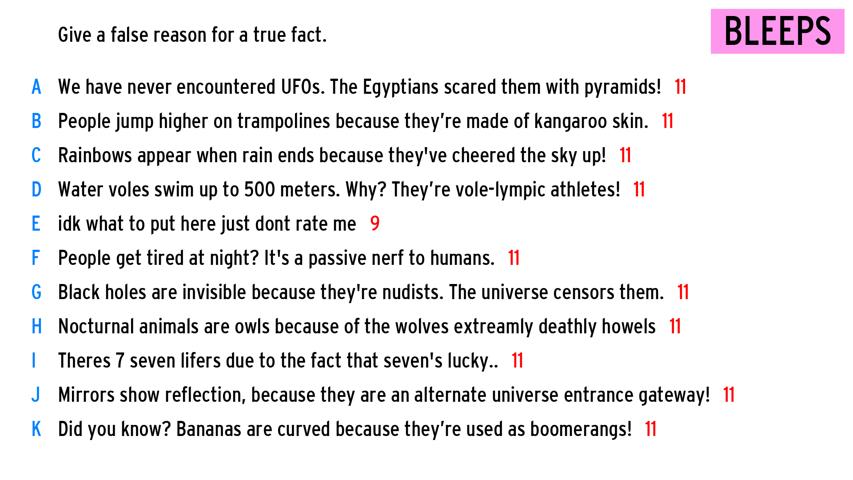 Give a false reason for a true fact.
BLEEPS
A We have never encountered UFOs. The Egyptians scared them with pyramids! 11
B People jump higher on trampolines because they're made of kangaroo skin. 11
C Rainbows appear when rain ends because they've cheered the sky up! 11
D Water voles swim up to 500 meters. Why? They're vole-lympic athletes! 11
E idk what to put here just dont rate me 9
F People get tired at night? It's a passive nerf to humans. 11
G Black holes are invisible because they're nudists. The universe censors them. 11
H Nocturnal animals are owls because of the wolves extreamly deathly howels 11
I Theres 7 seven lifers due to the fact that seven's lucky.. 11
J Mirrors show reflection, because they are an alternate universe entrance gateway! 11
K Did you know? Bananas are curved because they're used as boomerangs! 11